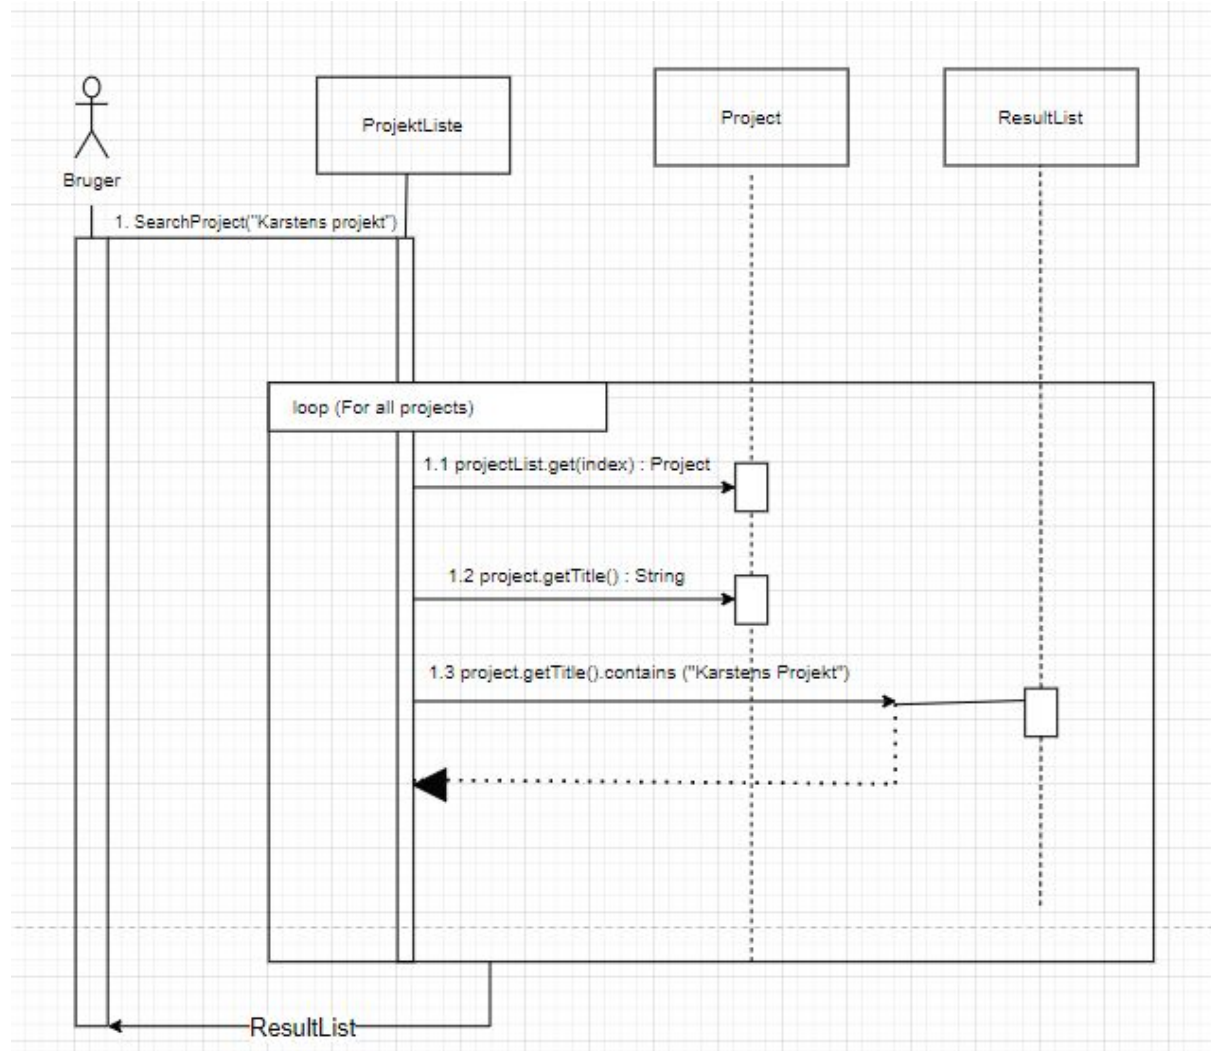 ProjektListe
Project
ResultList
Bruger
1. SearchProject("Karstens projekt")
loop (For all projects)
1.1 projectList.get(index) : Project
1.2 project.getTitle() : String
1.3 project.getTitle().contains ("Karstens Projekt")
ResultList